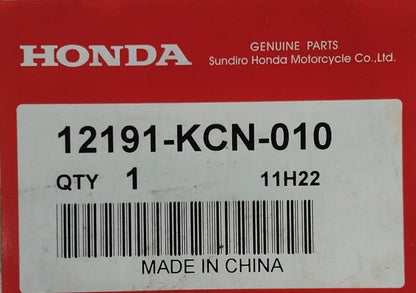 HONDA
GENUINE PARTS
Sundiro Honda Motorcycle Co.,Ltd.
12191-KCN-010
QTY 1 11H22
MADE IN CHINA